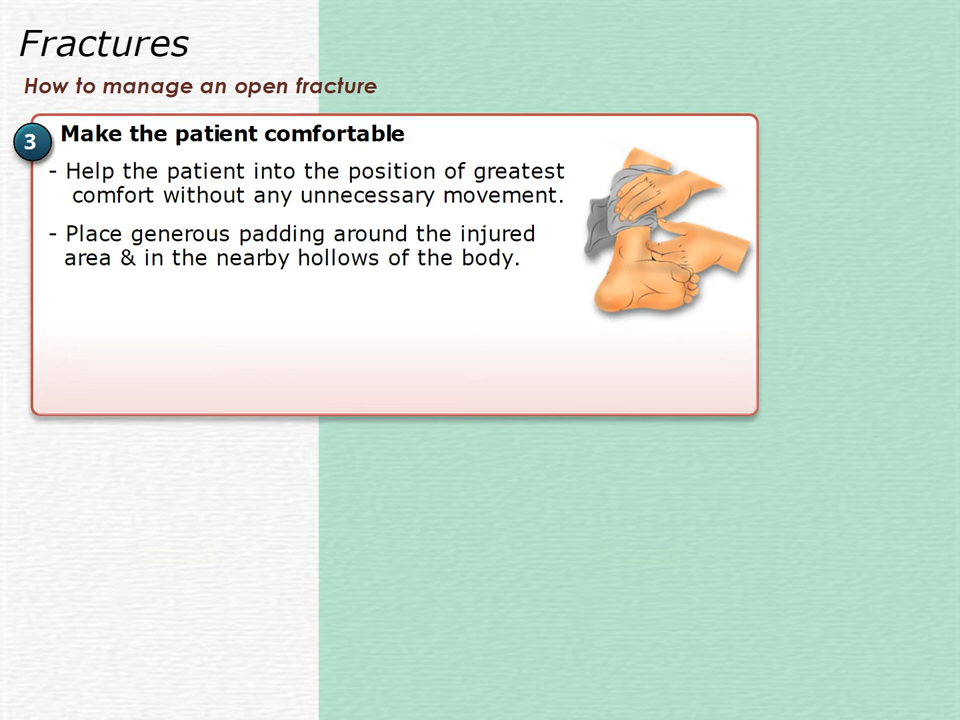 Fractures
How to manage an open fracture
3 Make the patient comfortable
- Help the patient into the position of greatest
comfort without any unnecessary movement.
- Place generous padding around the injured
area & in the nearby hollows of the body.